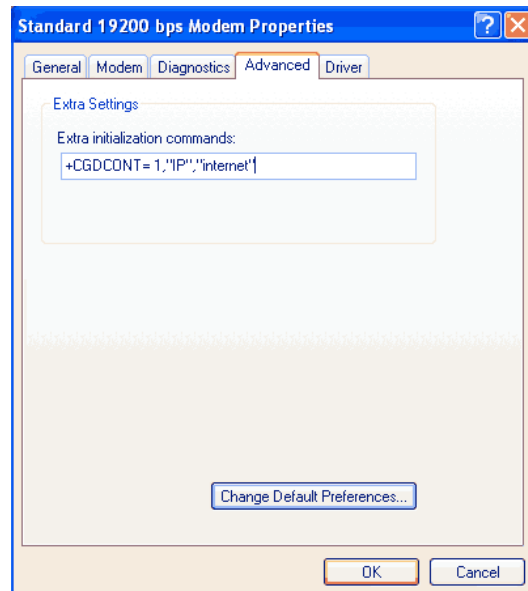 Standard 19200 bps Modem Properties
General Modem Diagnostics Advanced Driver
Extra Settings
Extra initialization commands:
+CGDCONT= 1,"IP","internet"
Change Default Preferences...
OK Cancel